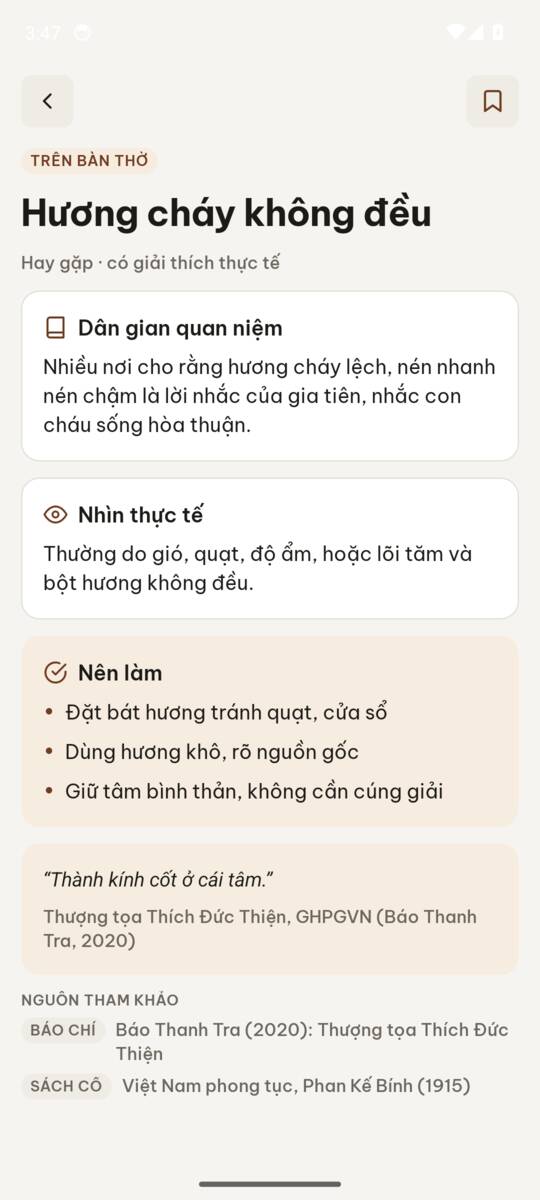 3:47
TRÊN BÀN THỜ
Hương cháy không đều
Hay gặp · có giải thích thực tế
Dân gian quan niệm
Nhiều nơi cho rằng hương cháy lệch, nén nhanh
nén chậm là lời nhắc của gia tiên, nhắc con
cháu sống hòa thuận.
Nhìn thực tế
Thường do gió, quạt, độ ẩm, hoặc lõi tăm và
bột hương không đều.
Nên làm
• Đặt bát hương tránh quạt, cửa sổ
• Dùng hương khô, rõ nguồn gốc
• Giữ tâm bình thản, không cần cúng giải
“Thành kính cốt ở cái tâm.”
Thượng tọa Thích Đức Thiện, GHPGVN (Báo Thanh
Tra, 2020)
NGUỒN THAM KHẢO
BÁO CHÍ Báo Thanh Tra (2020): Thượng tọa Thích Đức
Thiện
SÁCH CỔ Việt Nam phong tục, Phan Kế Bính (1915)